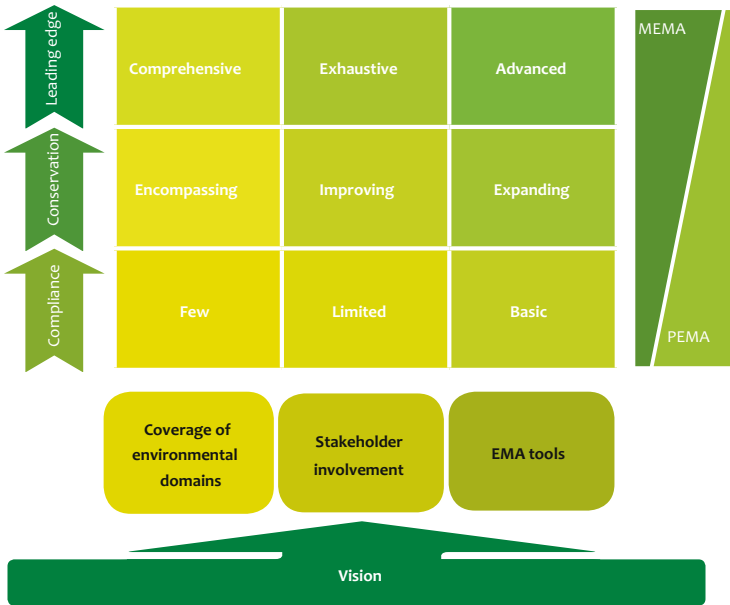 Leading edge
Comprehensive
Exhaustive
Advanced
MEMA
Conservation
Encompassing
Improving
Expanding
Compliance
Few
Limited
Basic
PEMA
Coverage of
environmental
domains
Stakeholder
involvement
EMA tools
Vision